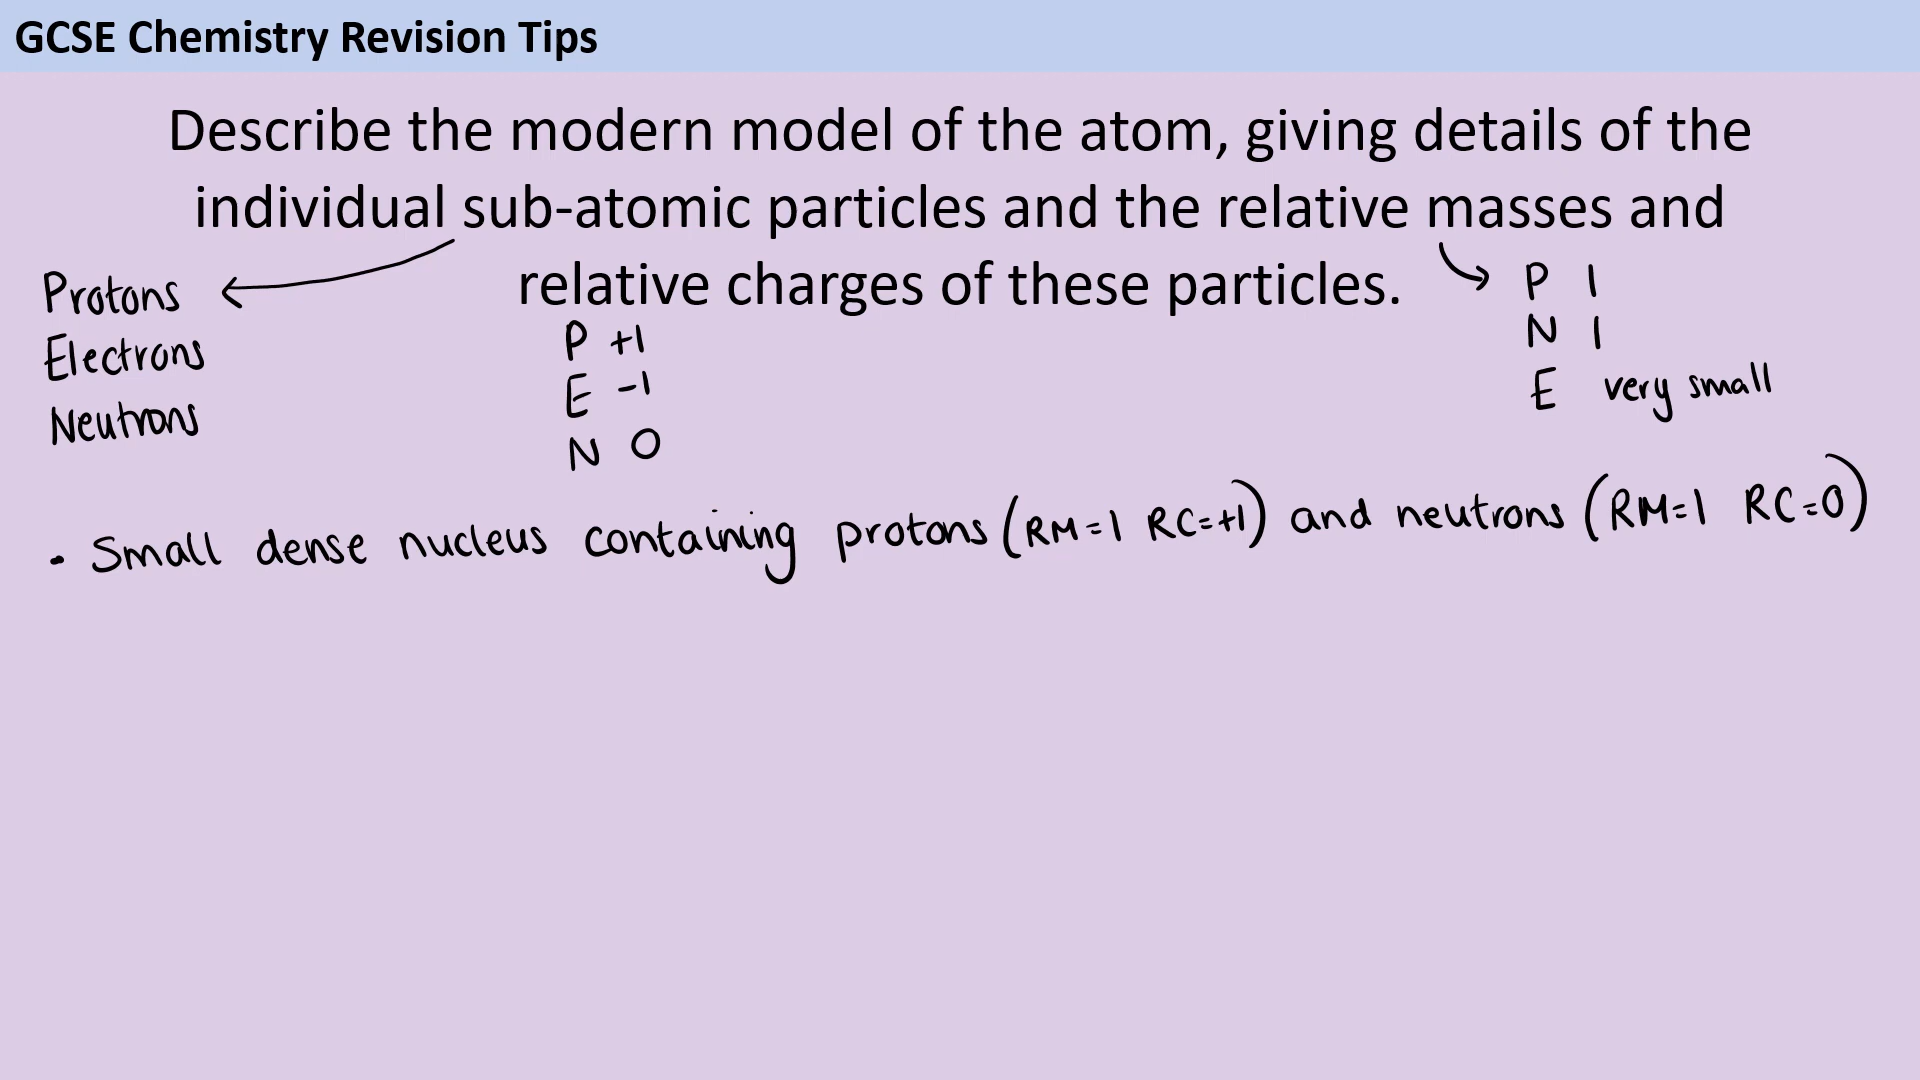 GCSE Chemistry Revision Tips
Describe the modern model of the atom, giving details of the
individual sub-atomic particles and the relative masses and
relative charges of these particles.
Protons
Electrons
Neutrons
P +1
E -1
N 0
P 1
N 1
E very small
• Small dense nucleus containing protons (RM=1 RC=+1) and neutrons (RM=1 RC=0)